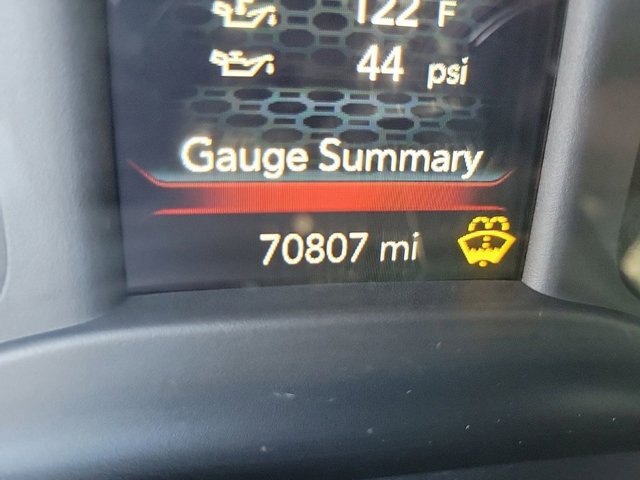 122 F
44 psi
Gauge Summary
70807 mi